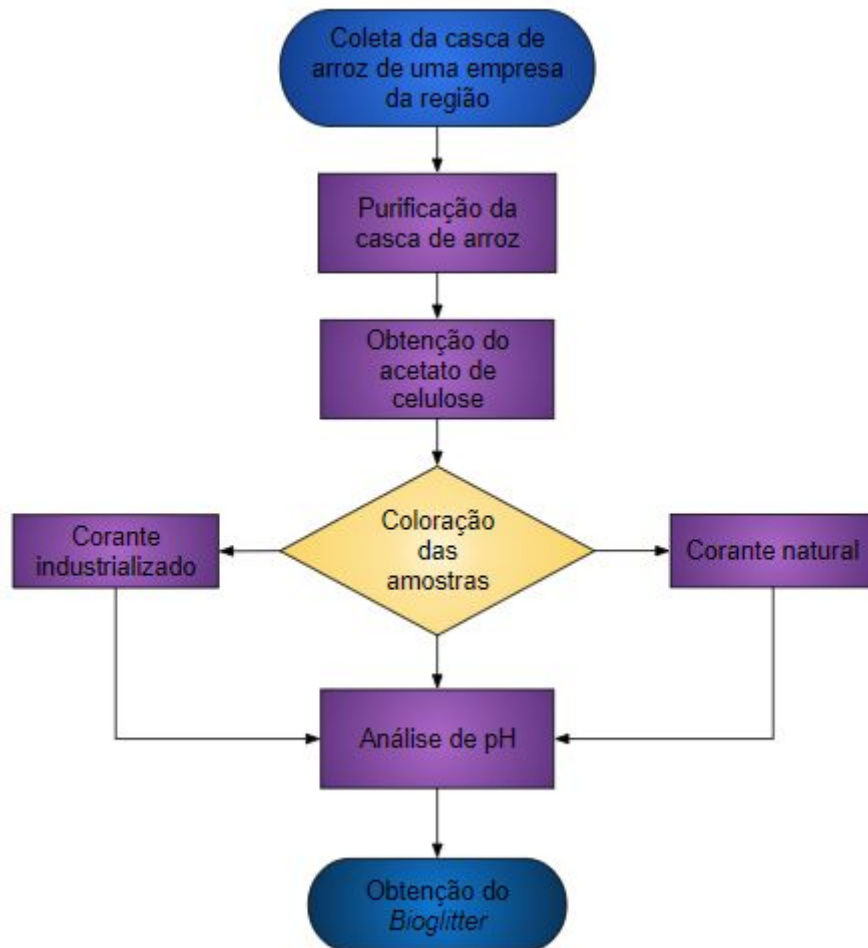 Coleta da casca de
arroz de uma empresa
da região
Purificação da
casca de arroz
Obtenção do
acetato de
celulose
Coloração
das
amostras
Corante
industrializado
Corante natural
Análise de pH
Obtenção do
Bioglitter